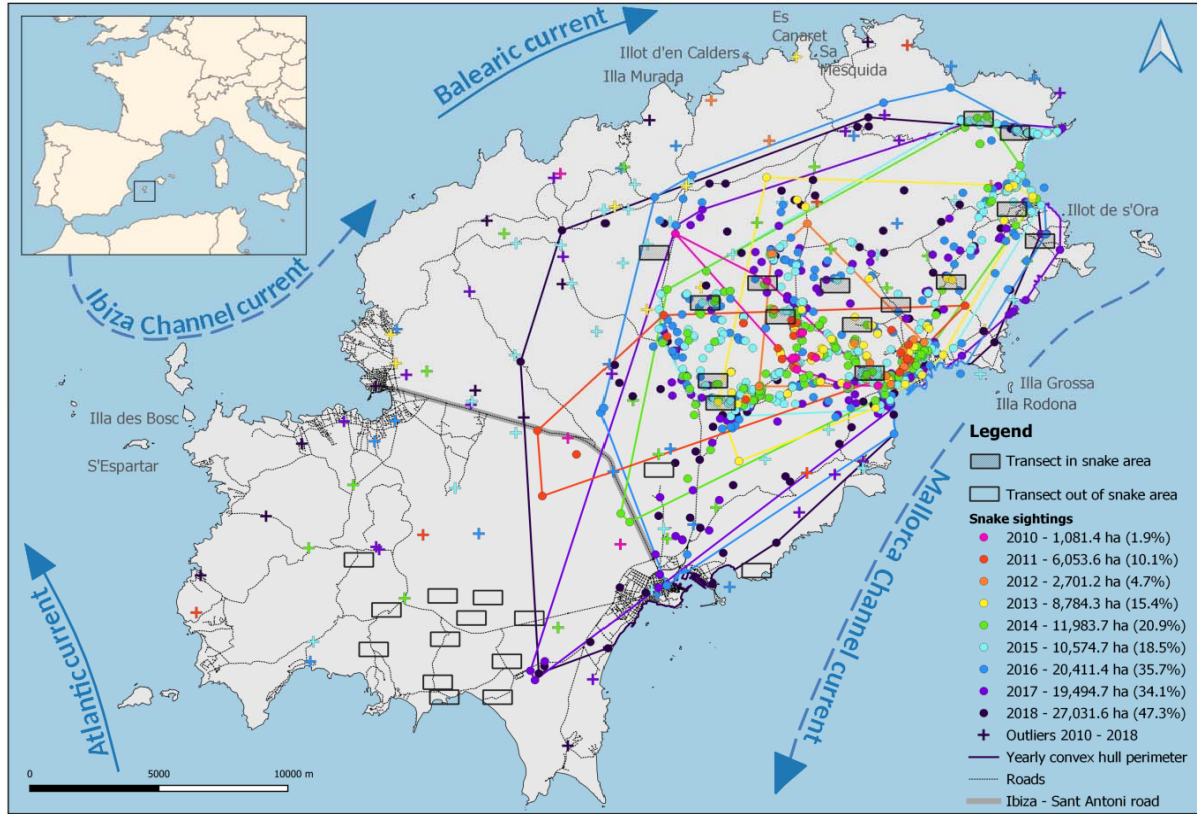 Balearic current
Es
Canaret
Sa
Mesquida
Illot d'en Calders
Illa Murada
Illot de s'Ora
Ibiza Channel current
Illa Grossa
Illa Rodona
Illa des Bosc
S'Espartar
Mallorca Channel current
Atlantic current
Legend
Transect in snake area
Transect out of snake area
Snake sightings
2010 - 1,081.4 ha (1.9%)
2011 - 6,053.6 ha (10.1%)
2012 - 2,701.2 ha (4.7%)
2013 - 8,784.3 ha (15.4%)
2014 - 11,983.7 ha (20.9%)
2015 - 10,574.7 ha (18.5%)
2016 - 20,411.4 ha (35.7%)
2017 - 19,494.7 ha (34.1%)
2018 - 27,031.6 ha (47.3%)
Outliers 2010 - 2018
Yearly convex hull perimeter
Roads
Ibiza - Sant Antoni road
0 5000 10000 m